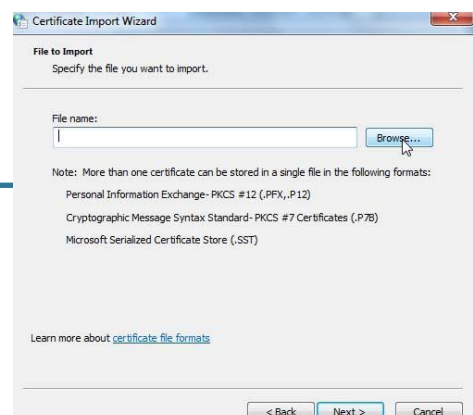 Certificate Import Wizard
File to Import
Specify the file you want to import.
File name:
Browse...
Note: More than one certificate can be stored in a single file in the following formats:
Personal Information Exchange- PKCS #12 (.PFX,.P12)
Cryptographic Message Syntax Standard- PKCS #7 Certificates (.P7B)
Microsoft Serialized Certificate Store (.SST)
Learn more about certificate file formats
< Back Next > Cancel